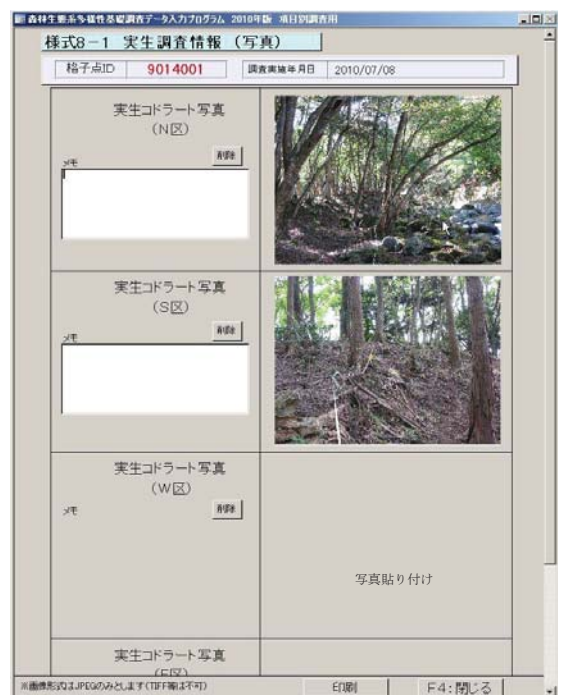 森林生態系多様性基礎調査データ入力プログラム 2010年版 項目別調査用
様式8-1 実生調査情報 (写真)
格子点ID 9014001 調査実施年月日 2010/07/08
実生コドラート写真
(N区)
メモ 削除
実生コドラート写真
(S区)
メモ 削除
実生コドラート写真
(W区)
メモ 削除
写真貼り付け
実生コドラート写真
(E区)
※画像形式はJPEGのみとします(TIFF等は不可) 印刷 F4:閉じる